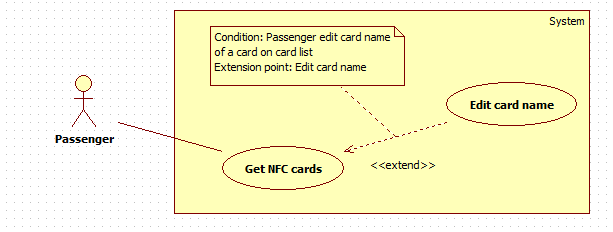 System
Condition: Passenger edit card name
of a card on card list
Extension point: Edit card name
Edit card name
Passenger
Get NFC cards
<<extend>>